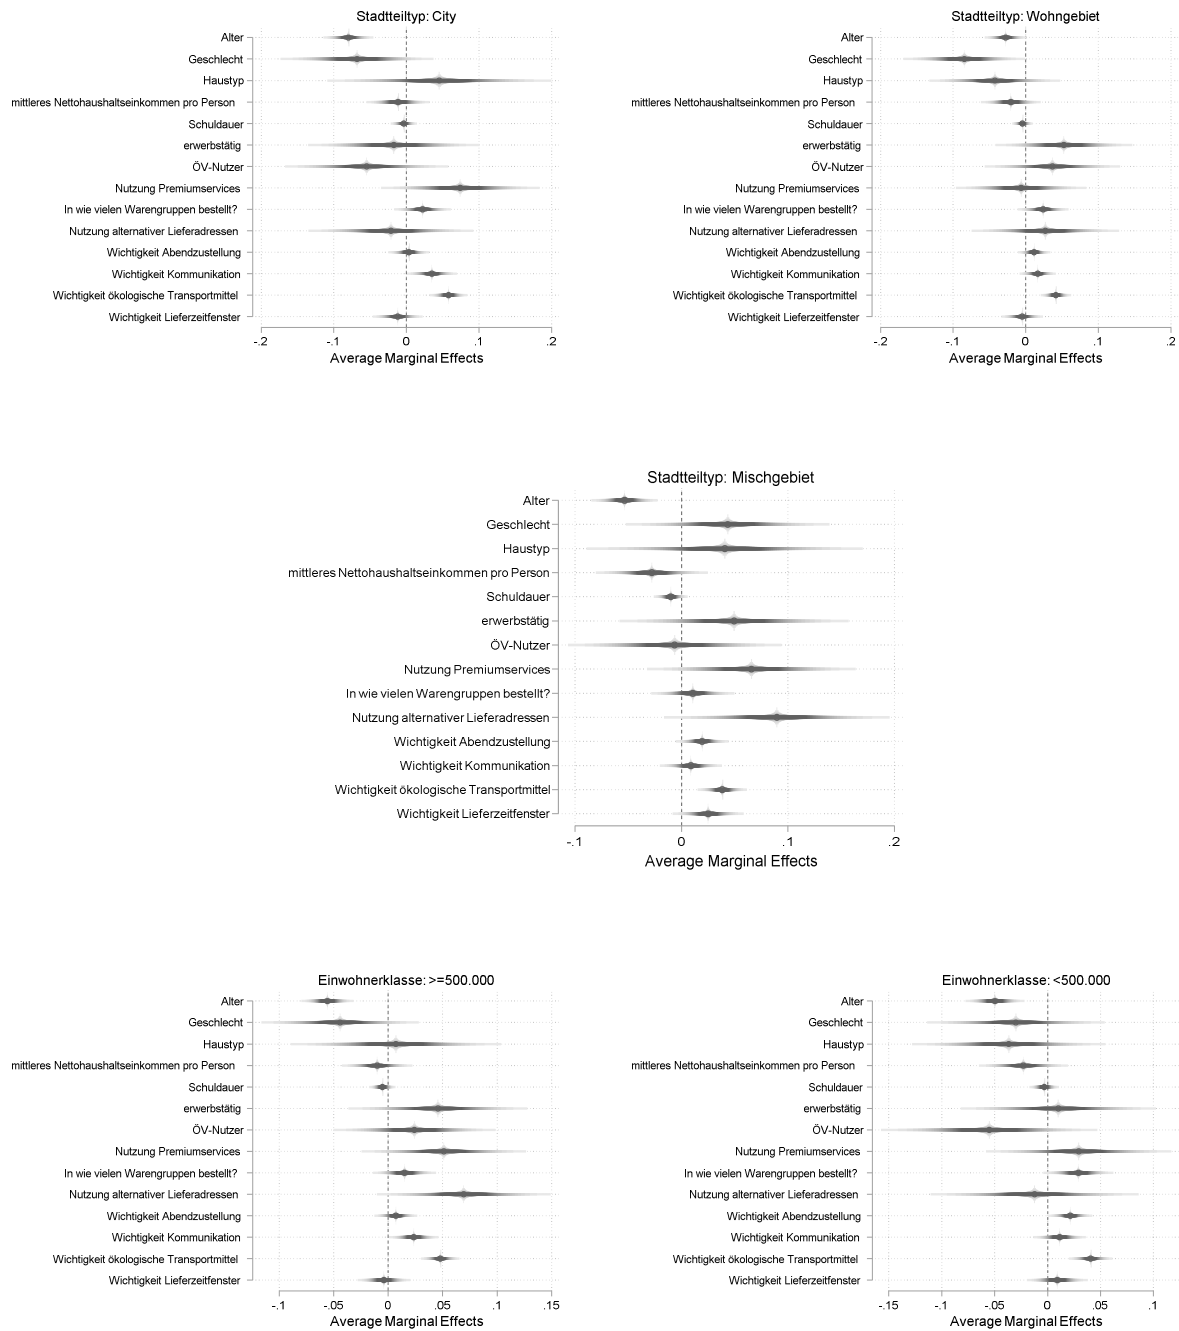 Stadtteiltyp: City
Alter
Geschlecht
Haustyp
mittleres Nettohaushaltseinkommen pro Person
Schuldauer
erwerbstätig
ÖV-Nutzer
Nutzung Premiumservices
In wie vielen Warengruppen bestellt?
Nutzung alternativer Lieferadressen
Wichtigkeit Abendzustellung
Wichtigkeit Kommunikation
Wichtigkeit ökologische Transportmittel
Wichtigkeit Lieferzeitfenster
-.2 -.1 0 .1 .2
Average Marginal Effects
Stadtteiltyp: Wohngebiet
Alter
Geschlecht
Haustyp
mittleres Nettohaushaltseinkommen pro Person
Schuldauer
erwerbstätig
ÖV-Nutzer
Nutzung Premiumservices
In wie vielen Warengruppen bestellt?
Nutzung alternativer Lieferadressen
Wichtigkeit Abendzustellung
Wichtigkeit Kommunikation
Wichtigkeit ökologische Transportmittel
Wichtigkeit Lieferzeitfenster
-.2 -.1 0 .1 .2
Average Marginal Effects
Stadtteiltyp: Mischgebiet
Alter
Geschlecht
Haustyp
mittleres Nettohaushaltseinkommen pro Person
Schuldauer
erwerbstätig
ÖV-Nutzer
Nutzung Premiumservices
In wie vielen Warengruppen bestellt?
Nutzung alternativer Lieferadressen
Wichtigkeit Abendzustellung
Wichtigkeit Kommunikation
Wichtigkeit ökologische Transportmittel
Wichtigkeit Lieferzeitfenster
-.1 0 .1 .2
Average Marginal Effects
Einwohnerklasse: >=500.000
Alter
Geschlecht
Haustyp
mittleres Nettohaushaltseinkommen pro Person
Schuldauer
erwerbstätig
ÖV-Nutzer
Nutzung Premiumservices
In wie vielen Warengruppen bestellt?
Nutzung alternativer Lieferadressen
Wichtigkeit Abendzustellung
Wichtigkeit Kommunikation
Wichtigkeit ökologische Transportmittel
Wichtigkeit Lieferzeitfenster
-.1 -.05 0 .05 .1 .15
Average Marginal Effects
Einwohnerklasse: <500.000
Alter
Geschlecht
Haustyp
mittleres Nettohaushaltseinkommen pro Person
Schuldauer
erwerbstätig
ÖV-Nutzer
Nutzung Premiumservices
In wie vielen Warengruppen bestellt?
Nutzung alternativer Lieferadressen
Wichtigkeit Abendzustellung
Wichtigkeit Kommunikation
Wichtigkeit ökologische Transportmittel
Wichtigkeit Lieferzeitfenster
-.15 -.1 -.05 0 .05 .1
Average Marginal Effects